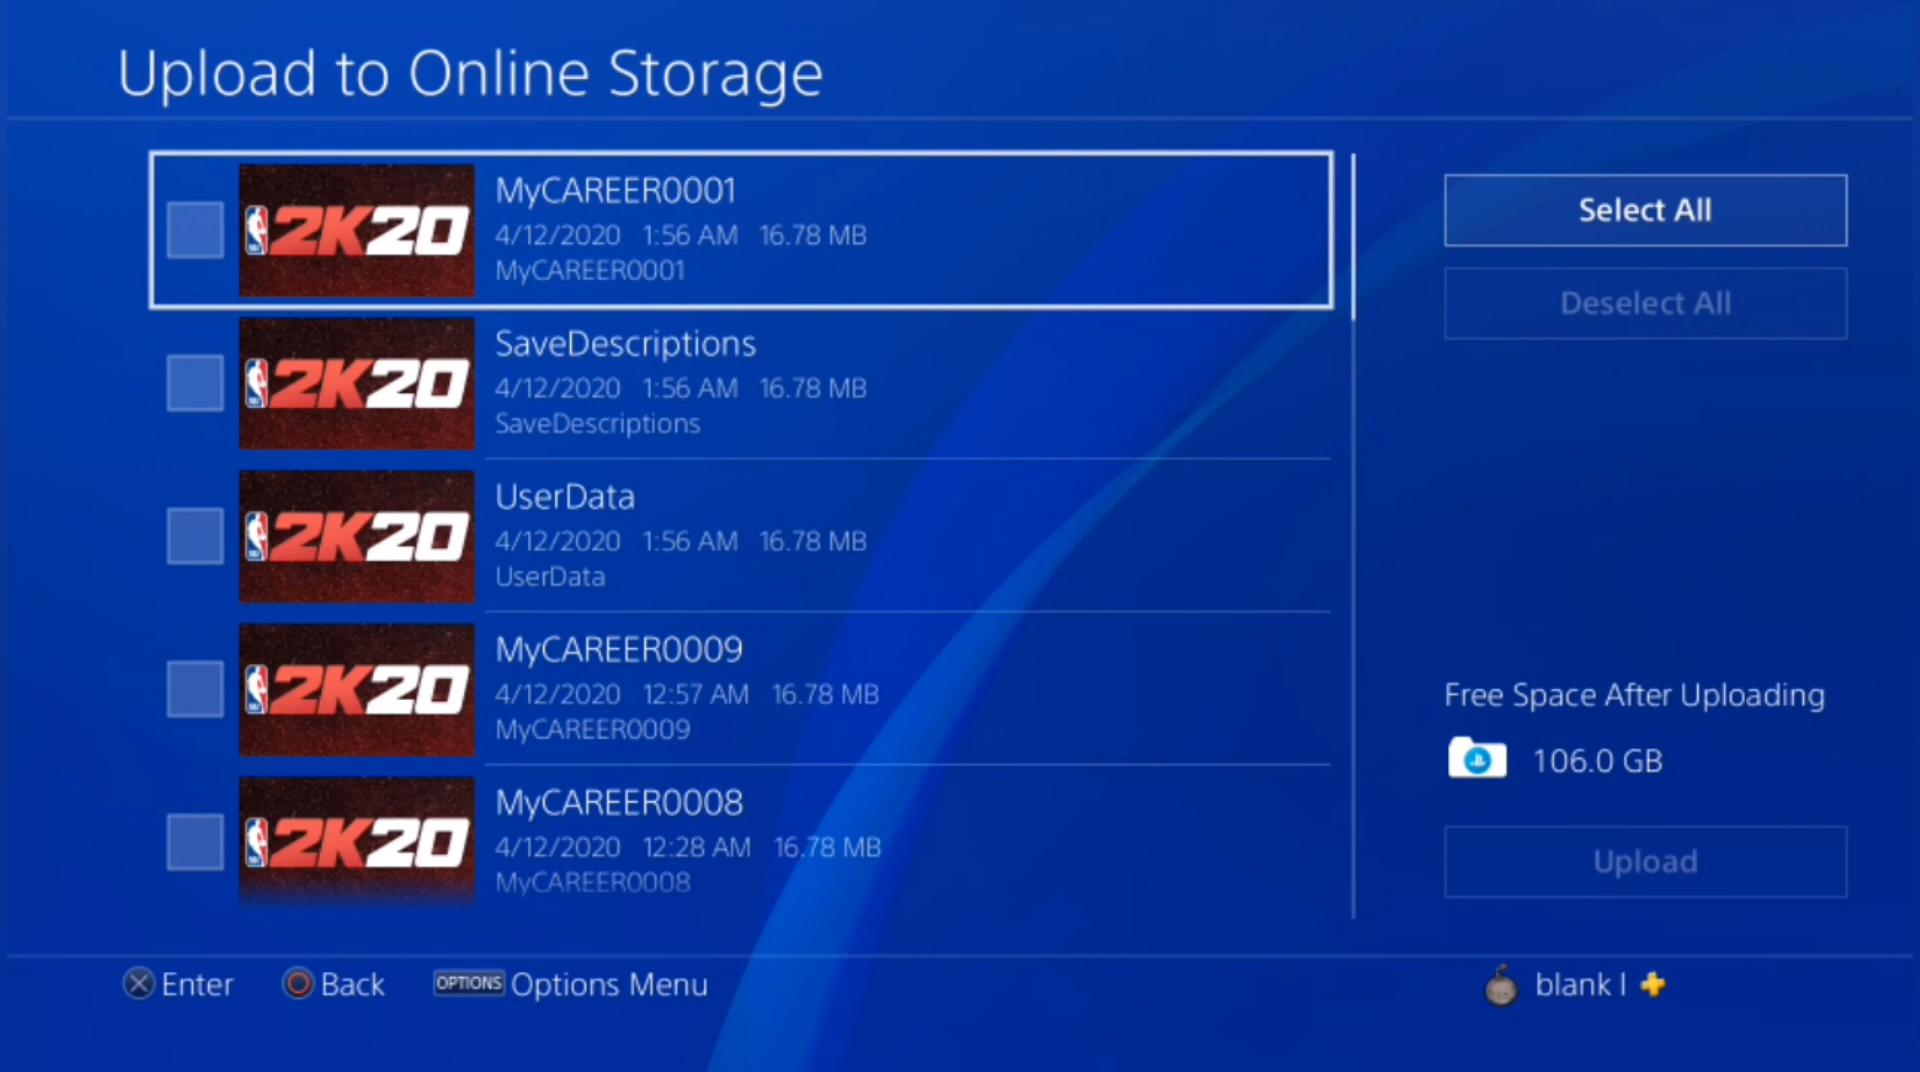 Upload to Online Storage
2K20
MyCAREER0001
4/12/2020 1:56 AM 16.78 MB
MyCAREER0001
2K20
SaveDescriptions
4/12/2020 1:56 AM 16.78 MB
SaveDescriptions
2K20
UserData
4/12/2020 1:56 AM 16.78 MB
UserData
2K20
MyCAREER0009
4/12/2020 12:57 AM 16.78 MB
MyCAREER0009
2K20
MyCAREER0008
4/12/2020 12:28 AM 16.78 MB
MyCAREER0008
Select All
Deselect All
Free Space After Uploading
106.0 GB
Upload
Enter Back OPTIONS Options Menu
blank l